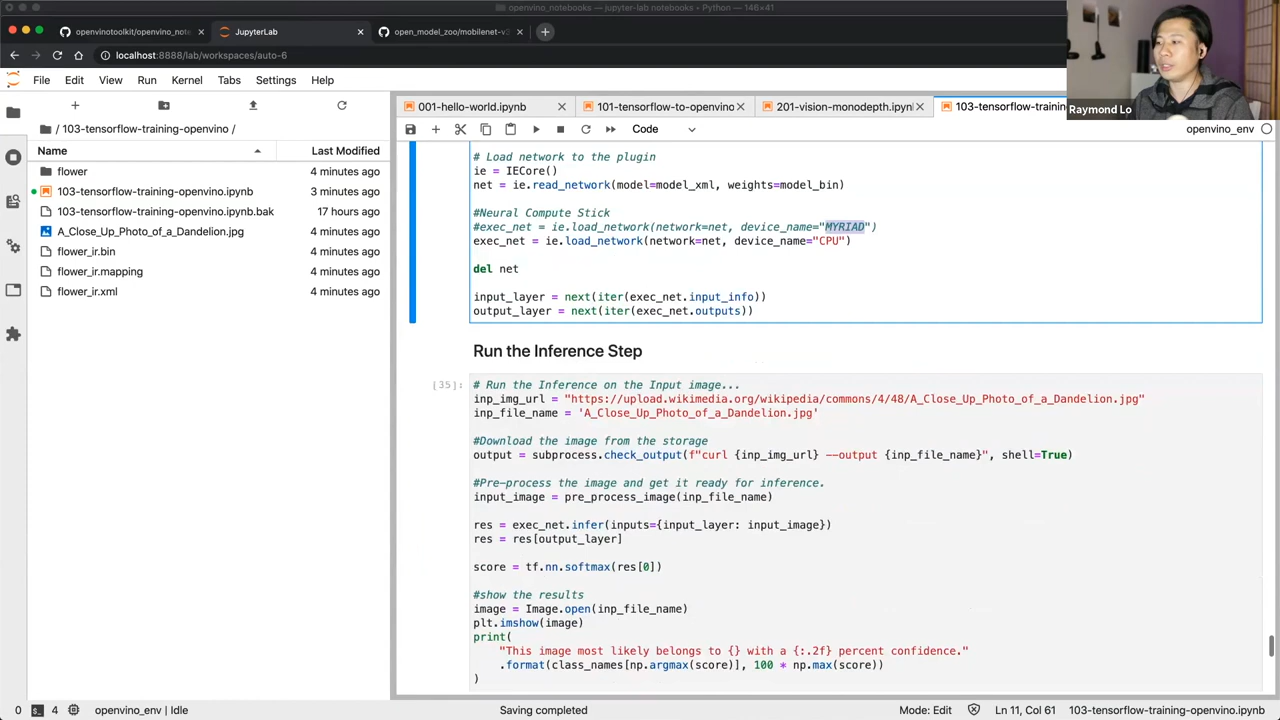 openvino_notebooks — jupyter-lab notebooks • Python — 146×41
openvinotoolkit/openvino_note
JupyterLab
open_model_zoo/mobilenet-v3
localhost:8888/lab/workspaces/auto-6
File Edit View Run Kernel Tabs Settings Help
Raymond Lo
001-hello-world.ipynb
101-tensorflow-to-openvino
201-vision-monodepth.ipyn
103-tensorflow-training-
/ 103-tensorflow-training-openvino /
Code
openvino_env
Name
Last Modified
flower
4 minutes ago
103-tensorflow-training-openvino.ipynb
3 minutes ago
103-tensorflow-training-openvino.ipynb.bak
17 hours ago
A_Close_Up_Photo_of_a_Dandelion.jpg
4 minutes ago
flower_ir.bin
4 minutes ago
flower_ir.mapping
4 minutes ago
flower_ir.xml
4 minutes ago
# Load network to the plugin
ie = IECore()
net = ie.read_network(model=model_xml, weights=model_bin)
#Neural Compute Stick
#exec_net = ie.load_network(network=net, device_name="MYRIAD")
exec_net = ie.load_network(network=net, device_name="CPU")
del net
input_layer = next(iter(exec_net.input_info))
output_layer = next(iter(exec_net.outputs))
Run the Inference Step
[35]:
# Run the Inference on the Input image...
inp_img_url = "https://upload.wikimedia.org/wikipedia/commons/4/48/A_Close_Up_Photo_of_a_Dandelion.jpg"
inp_file_name = 'A_Close_Up_Photo_of_a_Dandelion.jpg'
#Download the image from the storage
output = subprocess.check_output(f"curl {inp_img_url} --output {inp_file_name}", shell=True)
#Pre-process the image and get it ready for inference.
input_image = pre_process_image(inp_file_name)
res = exec_net.infer(inputs={input_layer: input_image})
res = res[output_layer]
score = tf.nn.softmax(res[0])
#show the results
image = Image.open(inp_file_name)
plt.imshow(image)
print(
"This image most likely belongs to {} with a {:.2f} percent confidence."
.format(class_names[np.argmax(score)], 100 * np.max(score))
)
0 4 openvino_env | Idle
Saving completed
Mode: Edit
Ln 11, Col 61
103-tensorflow-training-openvino.ipynb